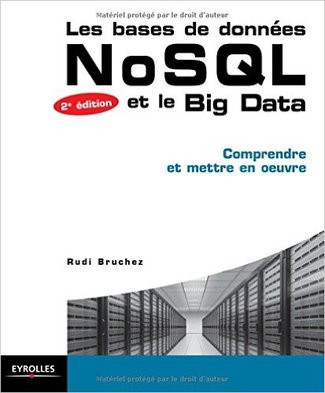 Matériel protégé par le droit d'auteur
Les bases de données
NoSQL
2e édition
et le Big Data
Comprendre
et mettre en oeuvre
Rudi Bruchez
EYROLLES
Matériel protégé par le droit d'auteur